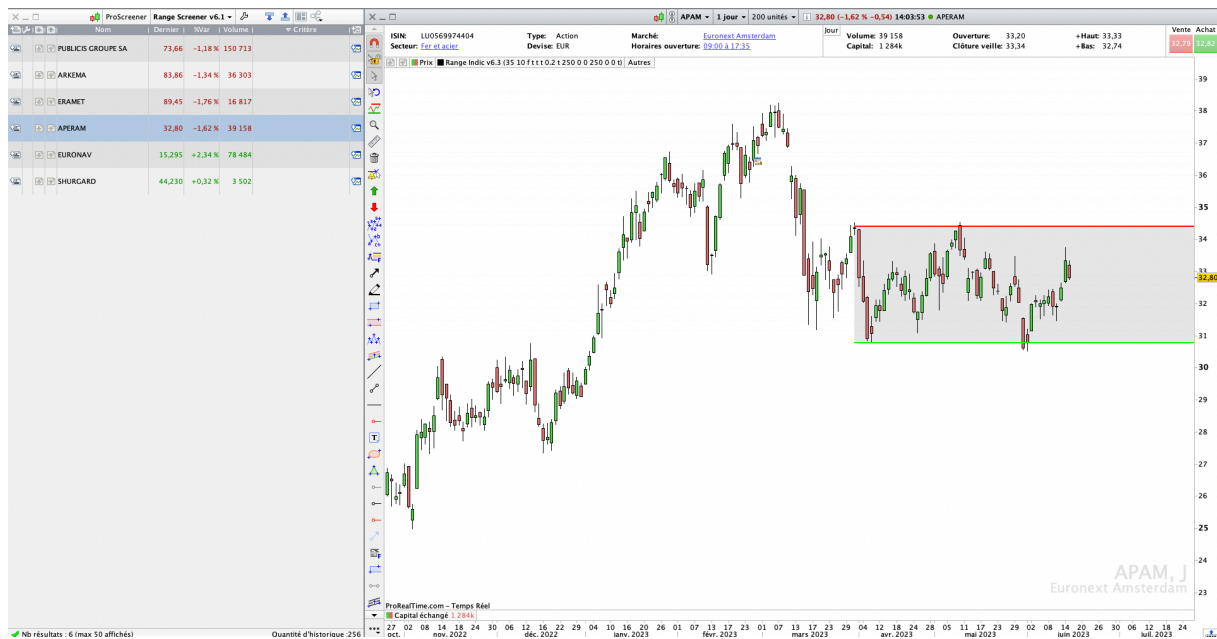 ProScreener Range Screener v6.1
Nom Dernier %Var Volume Critère
PUBLICIS GROUPE SA 73,66 -1,18 % 150 713
ARKEMA 83,86 -1,34 % 36 303
ERAMET 89,45 -1,76 % 16 817
APERAM 32,80 -1,62 % 39 158
EURONAV 15,295 +2,34 % 78 484
SHURGARD 44,230 +0,32 % 3 502
Nb résultats : 6 (max 50 affichés) Quantité d'historique :256
APAM 1 jour 200 unités 32,80 (-1,62 % -0,54) 14:03:53 APERAM
ISIN: LU0569974404 Type: Action Marché: Euronext Amsterdam
Secteur: Fer et acier Devise: EUR Horaires ouverture: 09:00 à 17:35
Jour
Volume: 39 158 Ouverture: 33,20 +Haut: 33,33
Capital: 1 284k Clôture veille: 33,34 +Bas: 32,74
Vente Achat
32,79 32,82
Prix Range Indic v6.3 (35 10 f t t t 0.2 t 250 0 0 250 0 0 t) Autres
39
38
37
36
35
34
33
32,80
32
31
30
29
28
27
26
25
24
23
APAM, J
Euronext Amsterdam
ProRealTime.com - Temps Réel
Capital échangé 1 284k
27 02 08 14 18 24 30 06 12 16 22 29 04 10 16 20 26 01 07 13 17 23 01 07 13 17 23 29 04 12 18 24 28 05 11 17 23 29 02 08 14 20 26 30 06 12 18 24
oct. nov. 2022 déc. 2022 janv. 2023 févr. 2023 mars 2023 avr. 2023 mai 2023 juin 2023 juil. 2023